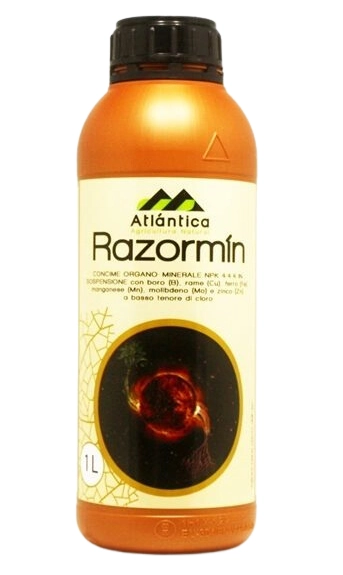 Atlántica
Agricultura Natural
Razormín
CONCIME ORGANO MINERALE NPK 4 4 4 IN
SOSPENSIONE con boro (B), rame (Cu), ferro (Fe)
manganese (Mn), molibdeno (Mo) e zinco (Zn)
a basso tenore di cloro
1 L